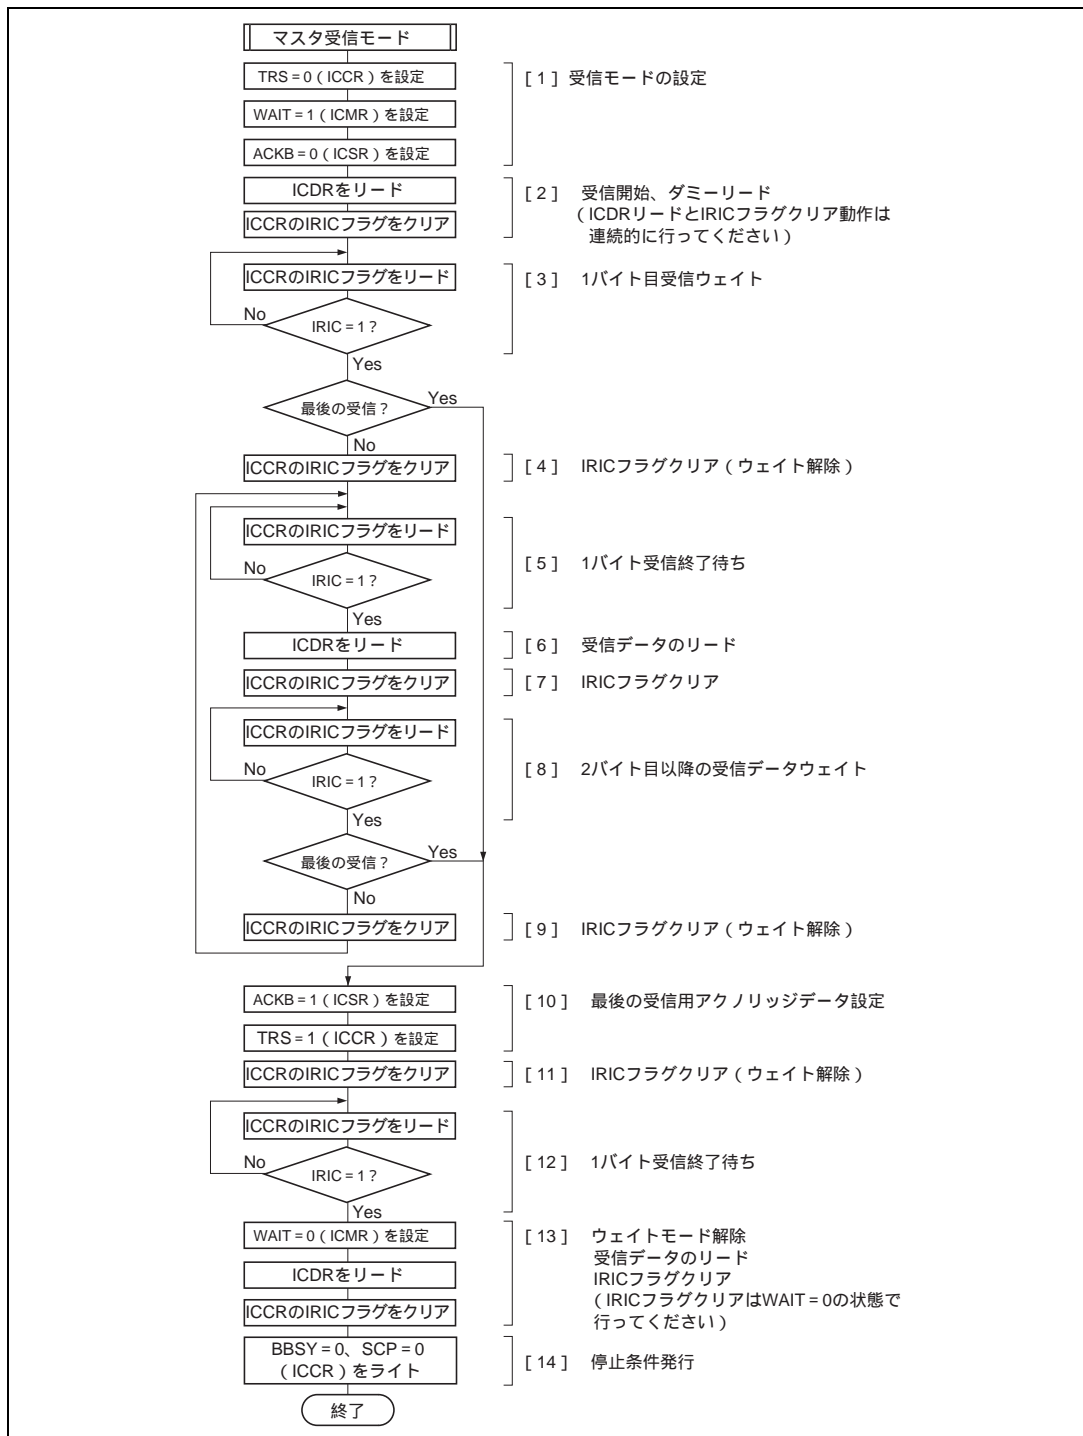 マスタ受信モード
TRS = 0 ( ICCR ) を設定
[ 1 ] 受信モードの設定
WAIT = 1 ( ICMR ) を設定
ACKB = 0 ( ICSR ) を設定
ICDRをリード
[ 2 ] 受信開始、ダミーリード
( ICDRリードとIRICフラグクリア動作は
連続的に行ってください )
ICCRのIRICフラグをクリア
ICCRのIRICフラグをリード
[ 3 ] 1バイト目受信ウェイト
No
IRIC = 1 ?
Yes
最後の受信 ?
Yes
No
ICCRのIRICフラグをクリア
[ 4 ] IRICフラグクリア ( ウェイト解除 )
ICCRのIRICフラグをリード
[ 5 ] 1バイト受信終了待ち
No
IRIC = 1 ?
Yes
ICDRをリード
[ 6 ] 受信データのリード
ICCRのIRICフラグをクリア
[ 7 ] IRICフラグクリア
ICCRのIRICフラグをリード
[ 8 ] 2バイト目以降の受信データウェイト
No
IRIC = 1 ?
Yes
最後の受信 ?
Yes
No
ICCRのIRICフラグをクリア
[ 9 ] IRICフラグクリア ( ウェイト解除 )
ACKB = 1 ( ICSR ) を設定
[ 10 ] 最後の受信用アクノリッジデータ設定
TRS = 1 ( ICCR ) を設定
ICCRのIRICフラグをクリア
[ 11 ] IRICフラグクリア ( ウェイト解除 )
ICCRのIRICフラグをリード
[ 12 ] 1バイト受信終了待ち
No
IRIC = 1 ?
Yes
WAIT = 0 ( ICMR ) を設定
[ 13 ] ウェイトモード解除
受信データのリード
IRICフラグクリア
( IRICフラグクリアはWAIT = 0の状態で
行ってください )
ICDRをリード
ICCRのIRICフラグをクリア
BBSY = 0、SCP = 0
( ICCR ) をライト
[ 14 ] 停止条件発行
終了